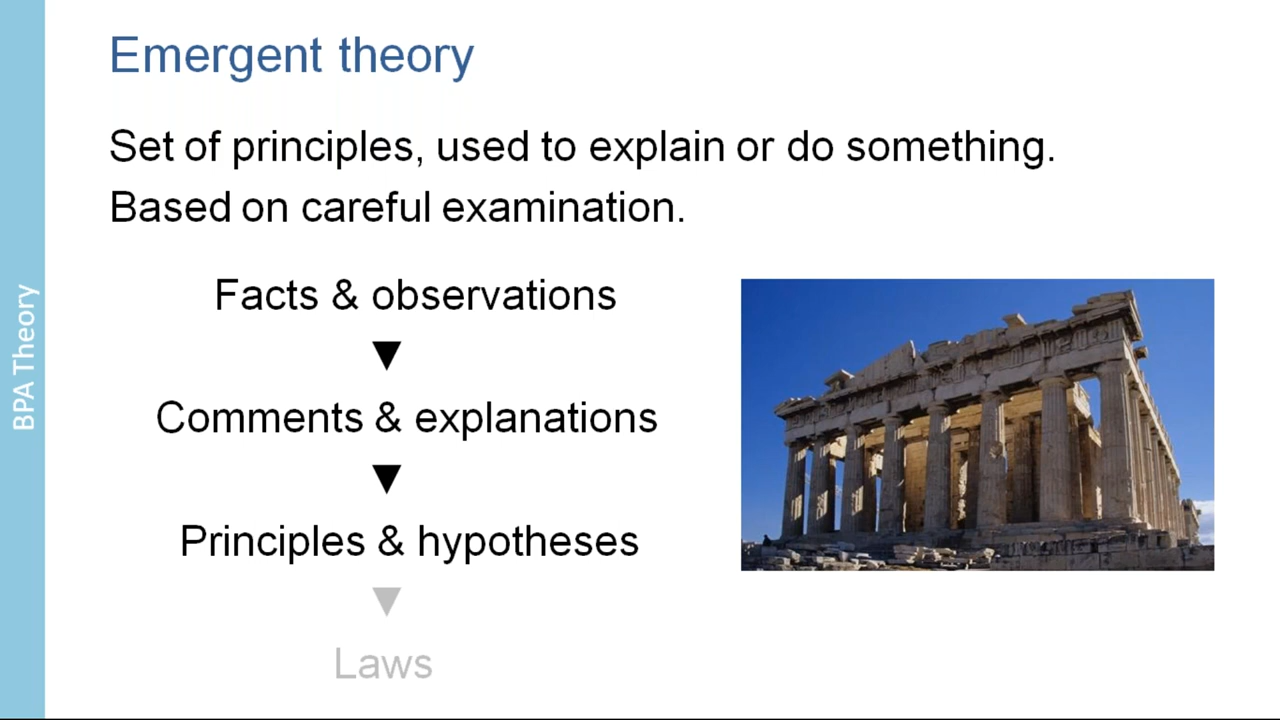 Emergent theory
Set of principles, used to explain or do something.
Based on careful examination.
Facts & observations
▼
Comments & explanations
▼
Principles & hypotheses
▼
Laws
BPA Theory